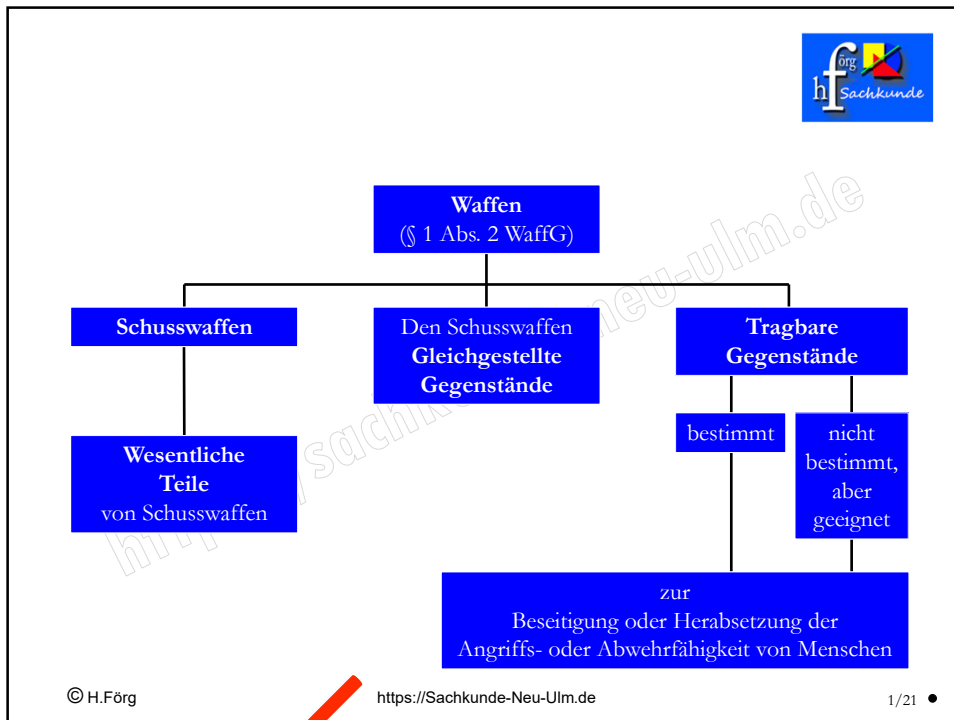 hf örg
Sachkunde
Waffen
(§ 1 Abs. 2 WaffG)
Schusswaffen
Den Schusswaffen
Gleichgestellte
Gegenstände
Tragbare
Gegenstände
Wesentliche
Teile
von Schusswaffen
bestimmt
nicht
bestimmt,
aber
geeignet
zur
Beseitigung oder Herabsetzung der
Angriffs- oder Abwehrfähigkeit von Menschen
© H.Förg
https://Sachkunde-Neu-Ulm.de
1/21